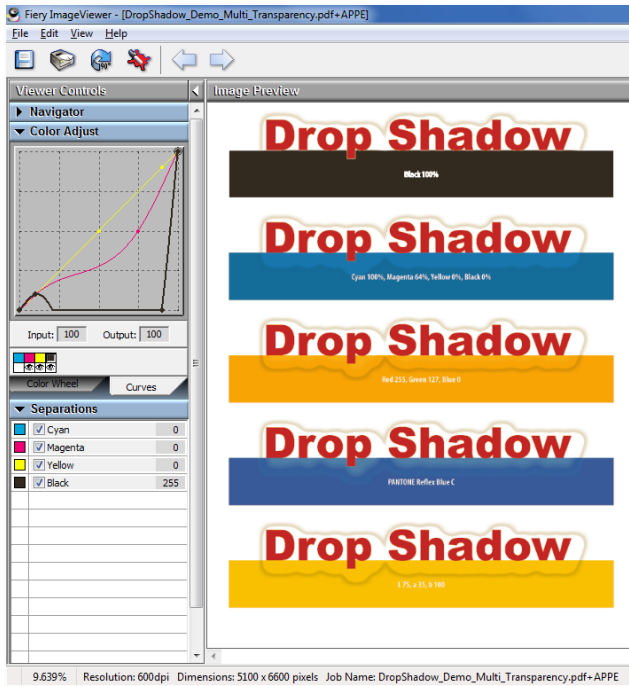 Fiery ImageViewer - [DropShadow_Demo_Multi_Transparency.pdf+APPE]
File Edit View Help
Viewer Controls
Image Preview
Navigator
Color Adjust
Input: 100 Output: 100
Color Wheel Curves
Separations
Cyan 0
Magenta 0
Yellow 0
Black 255
Drop Shadow
Black 100%
Drop Shadow
Cyan 100%, Magenta 64%, Yellow 0%, Black 0%
Drop Shadow
Red 255, Green 127, Blue 0
Drop Shadow
PANTONE Reflex Blue C
Drop Shadow
L 75, a 35, b 100
9.639% Resolution: 600dpi Dimensions: 5100 x 6600 pixels Job Name: DropShadow_Demo_Multi_Transparency.pdf+APPE